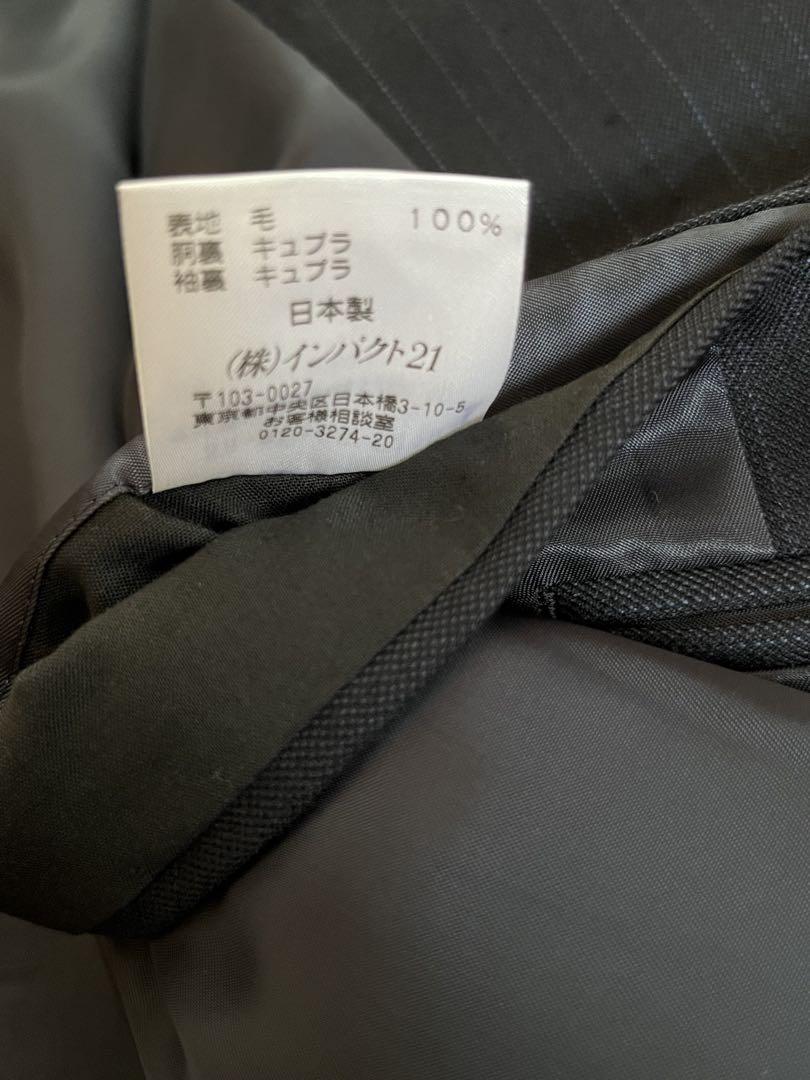 表地 毛 100%
胴裏 キュプラ
袖裏 キュプラ
日本製
(株)インパクト21
〒103-0027
東京都中央区日本橋3-10-5
お客様相談室
0120-3274-20